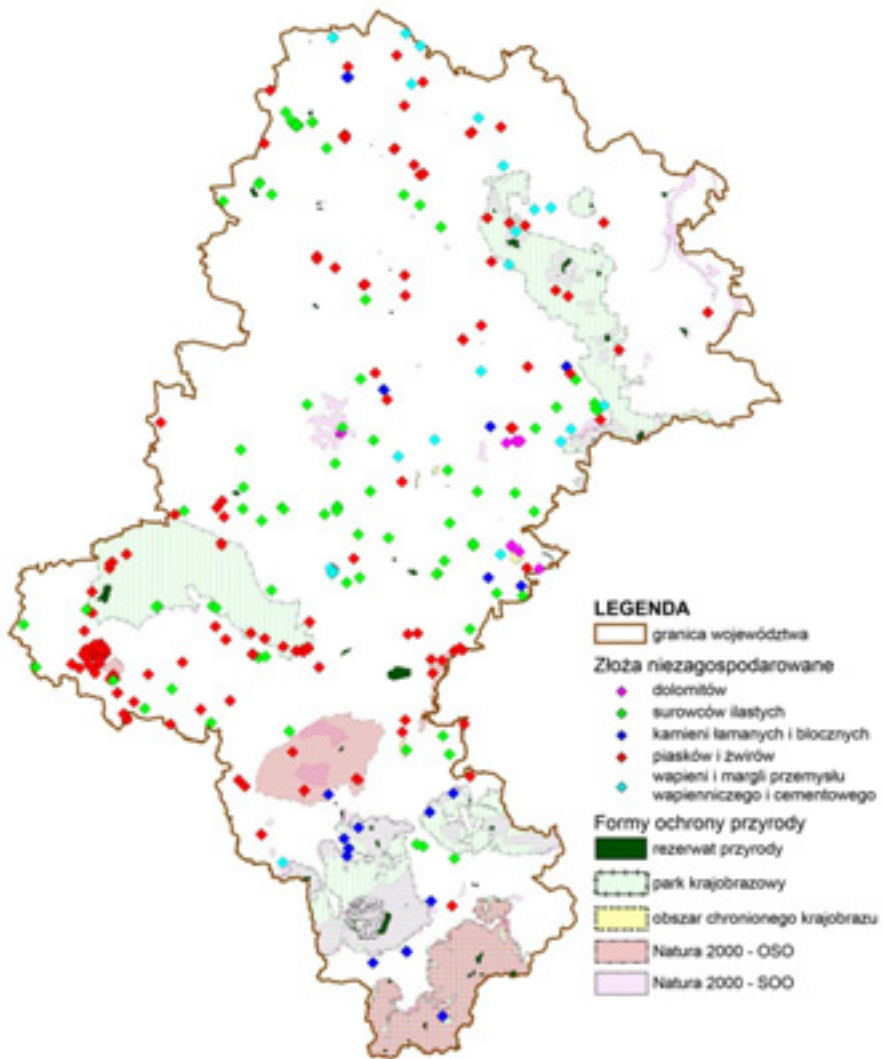 LEGENDA
granica województwa
Złoża niezagospodarowane
dolomitów
surowców ilastych
kamieni łamanych i blocznych
piasków i żwirów
wapieni i margli przemysłu
wapienniczego i cementowego
Formy ochrony przyrody
rezerwat przyrody
park krajobrazowy
obszar chronionego krajobrazu
Natura 2000 - OSO
Natura 2000 - SOO